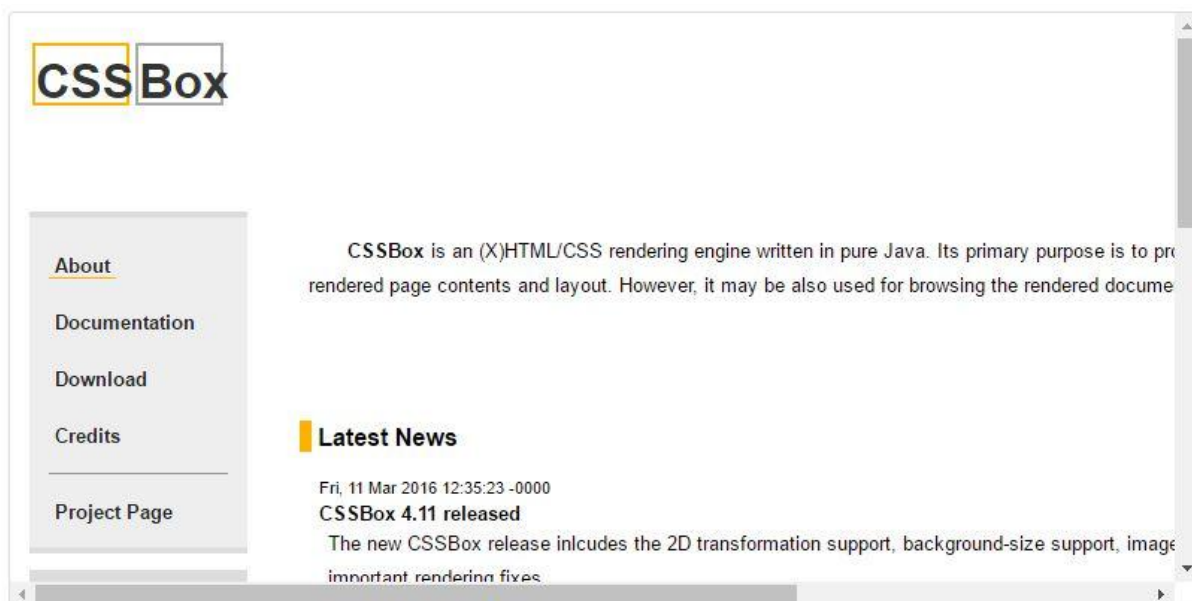 CSSBox
About
Documentation
Download
Credits
Project Page
CSSBox is an (X)HTML/CSS rendering engine written in pure Java. Its primary purpose is to
rendered page contents and layout. However, it may be also used for browsing the rendered
Latest News
Fri, 11 Mar 2016 12:35:23 -0000
CSSBox 4.11 released
The new CSSBox release inlcudes the 2D transformation support, background-size support, image
important rendering fixes